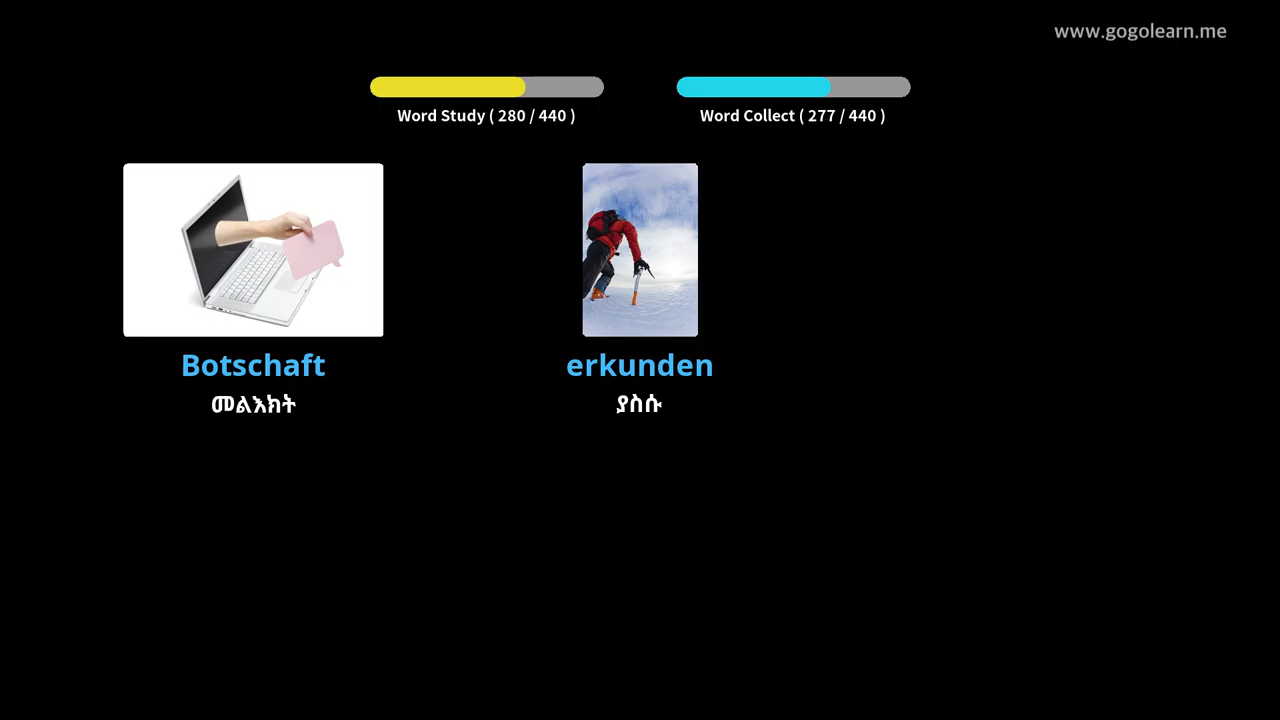 www.gogolearn.me
Word Study ( 280 / 440 )
Word Collect ( 277 / 440 )
Botschaft
መልእክት
erkunden
ያስሱ